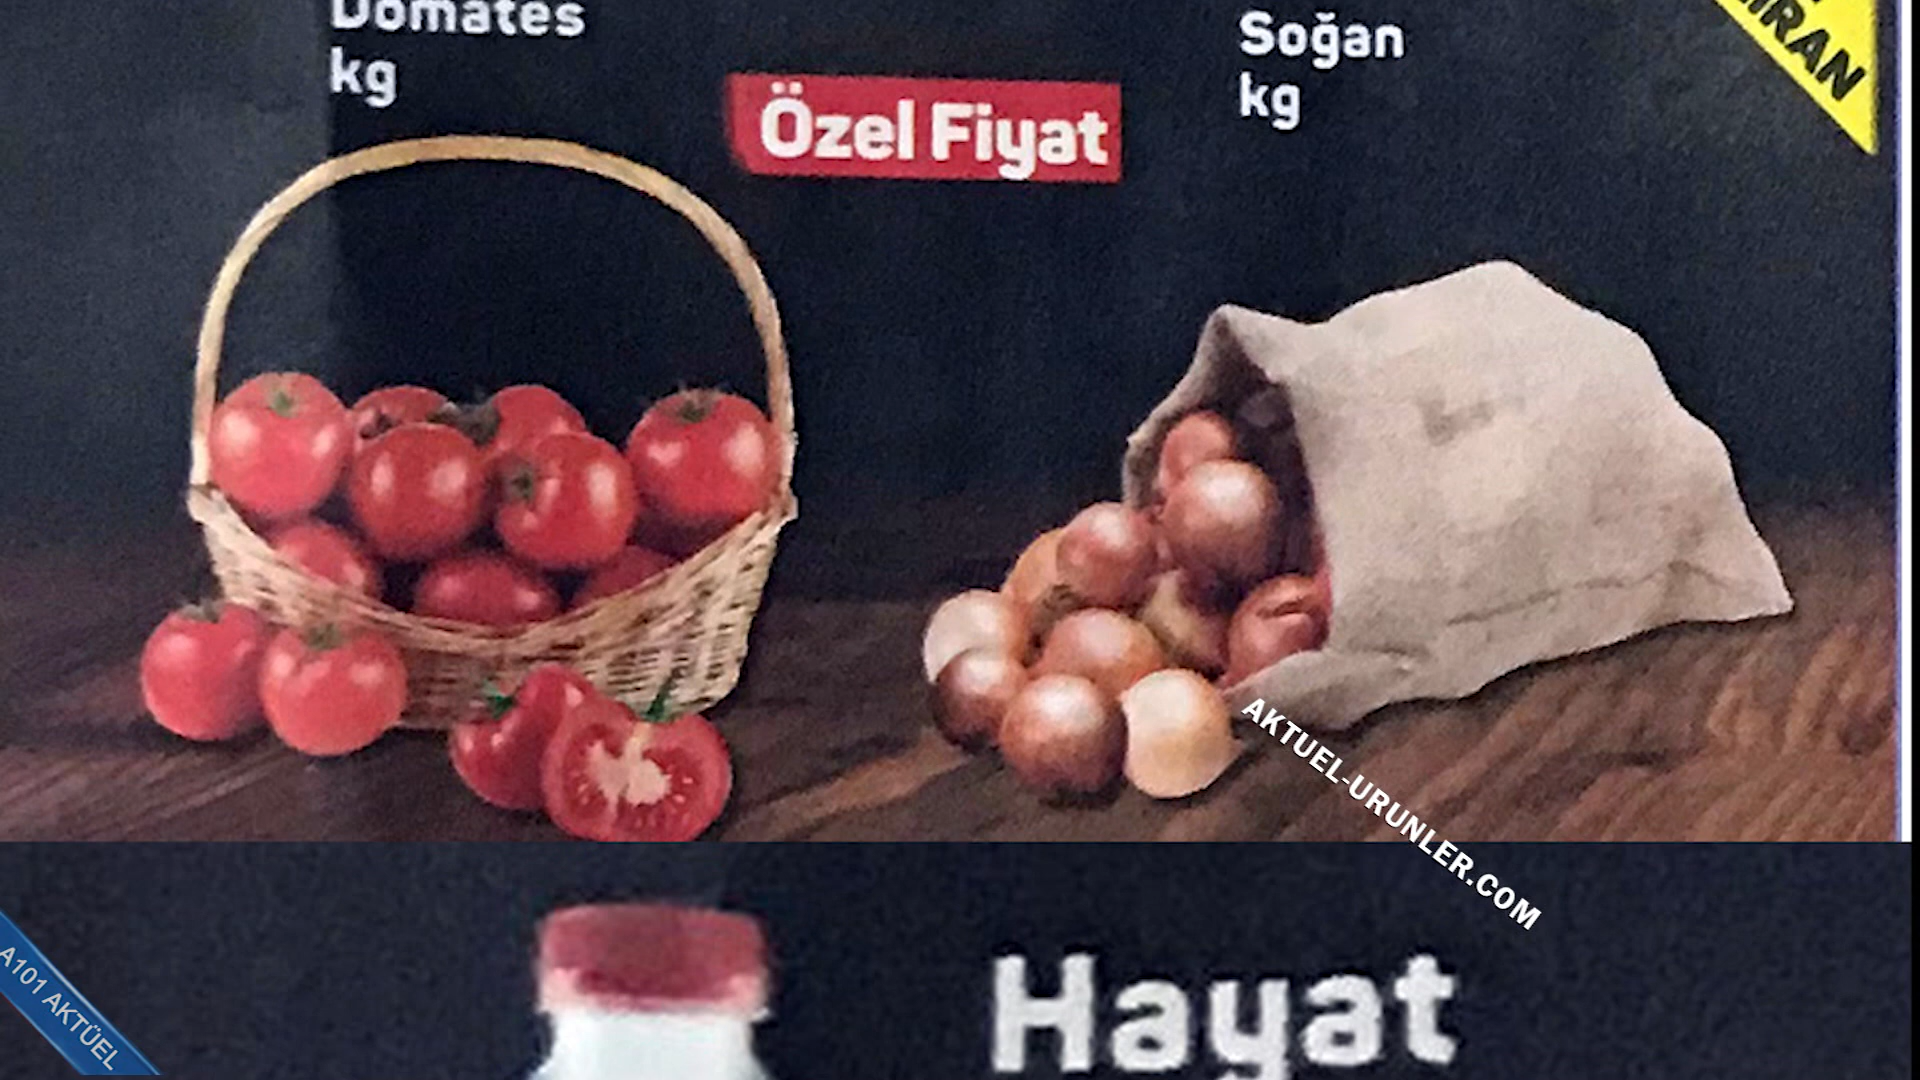 Domates
kg
Özel Fiyat
Soğan
kg
AKTUEL-URUNLER.COM
A101 AKTÜEL
Hayat